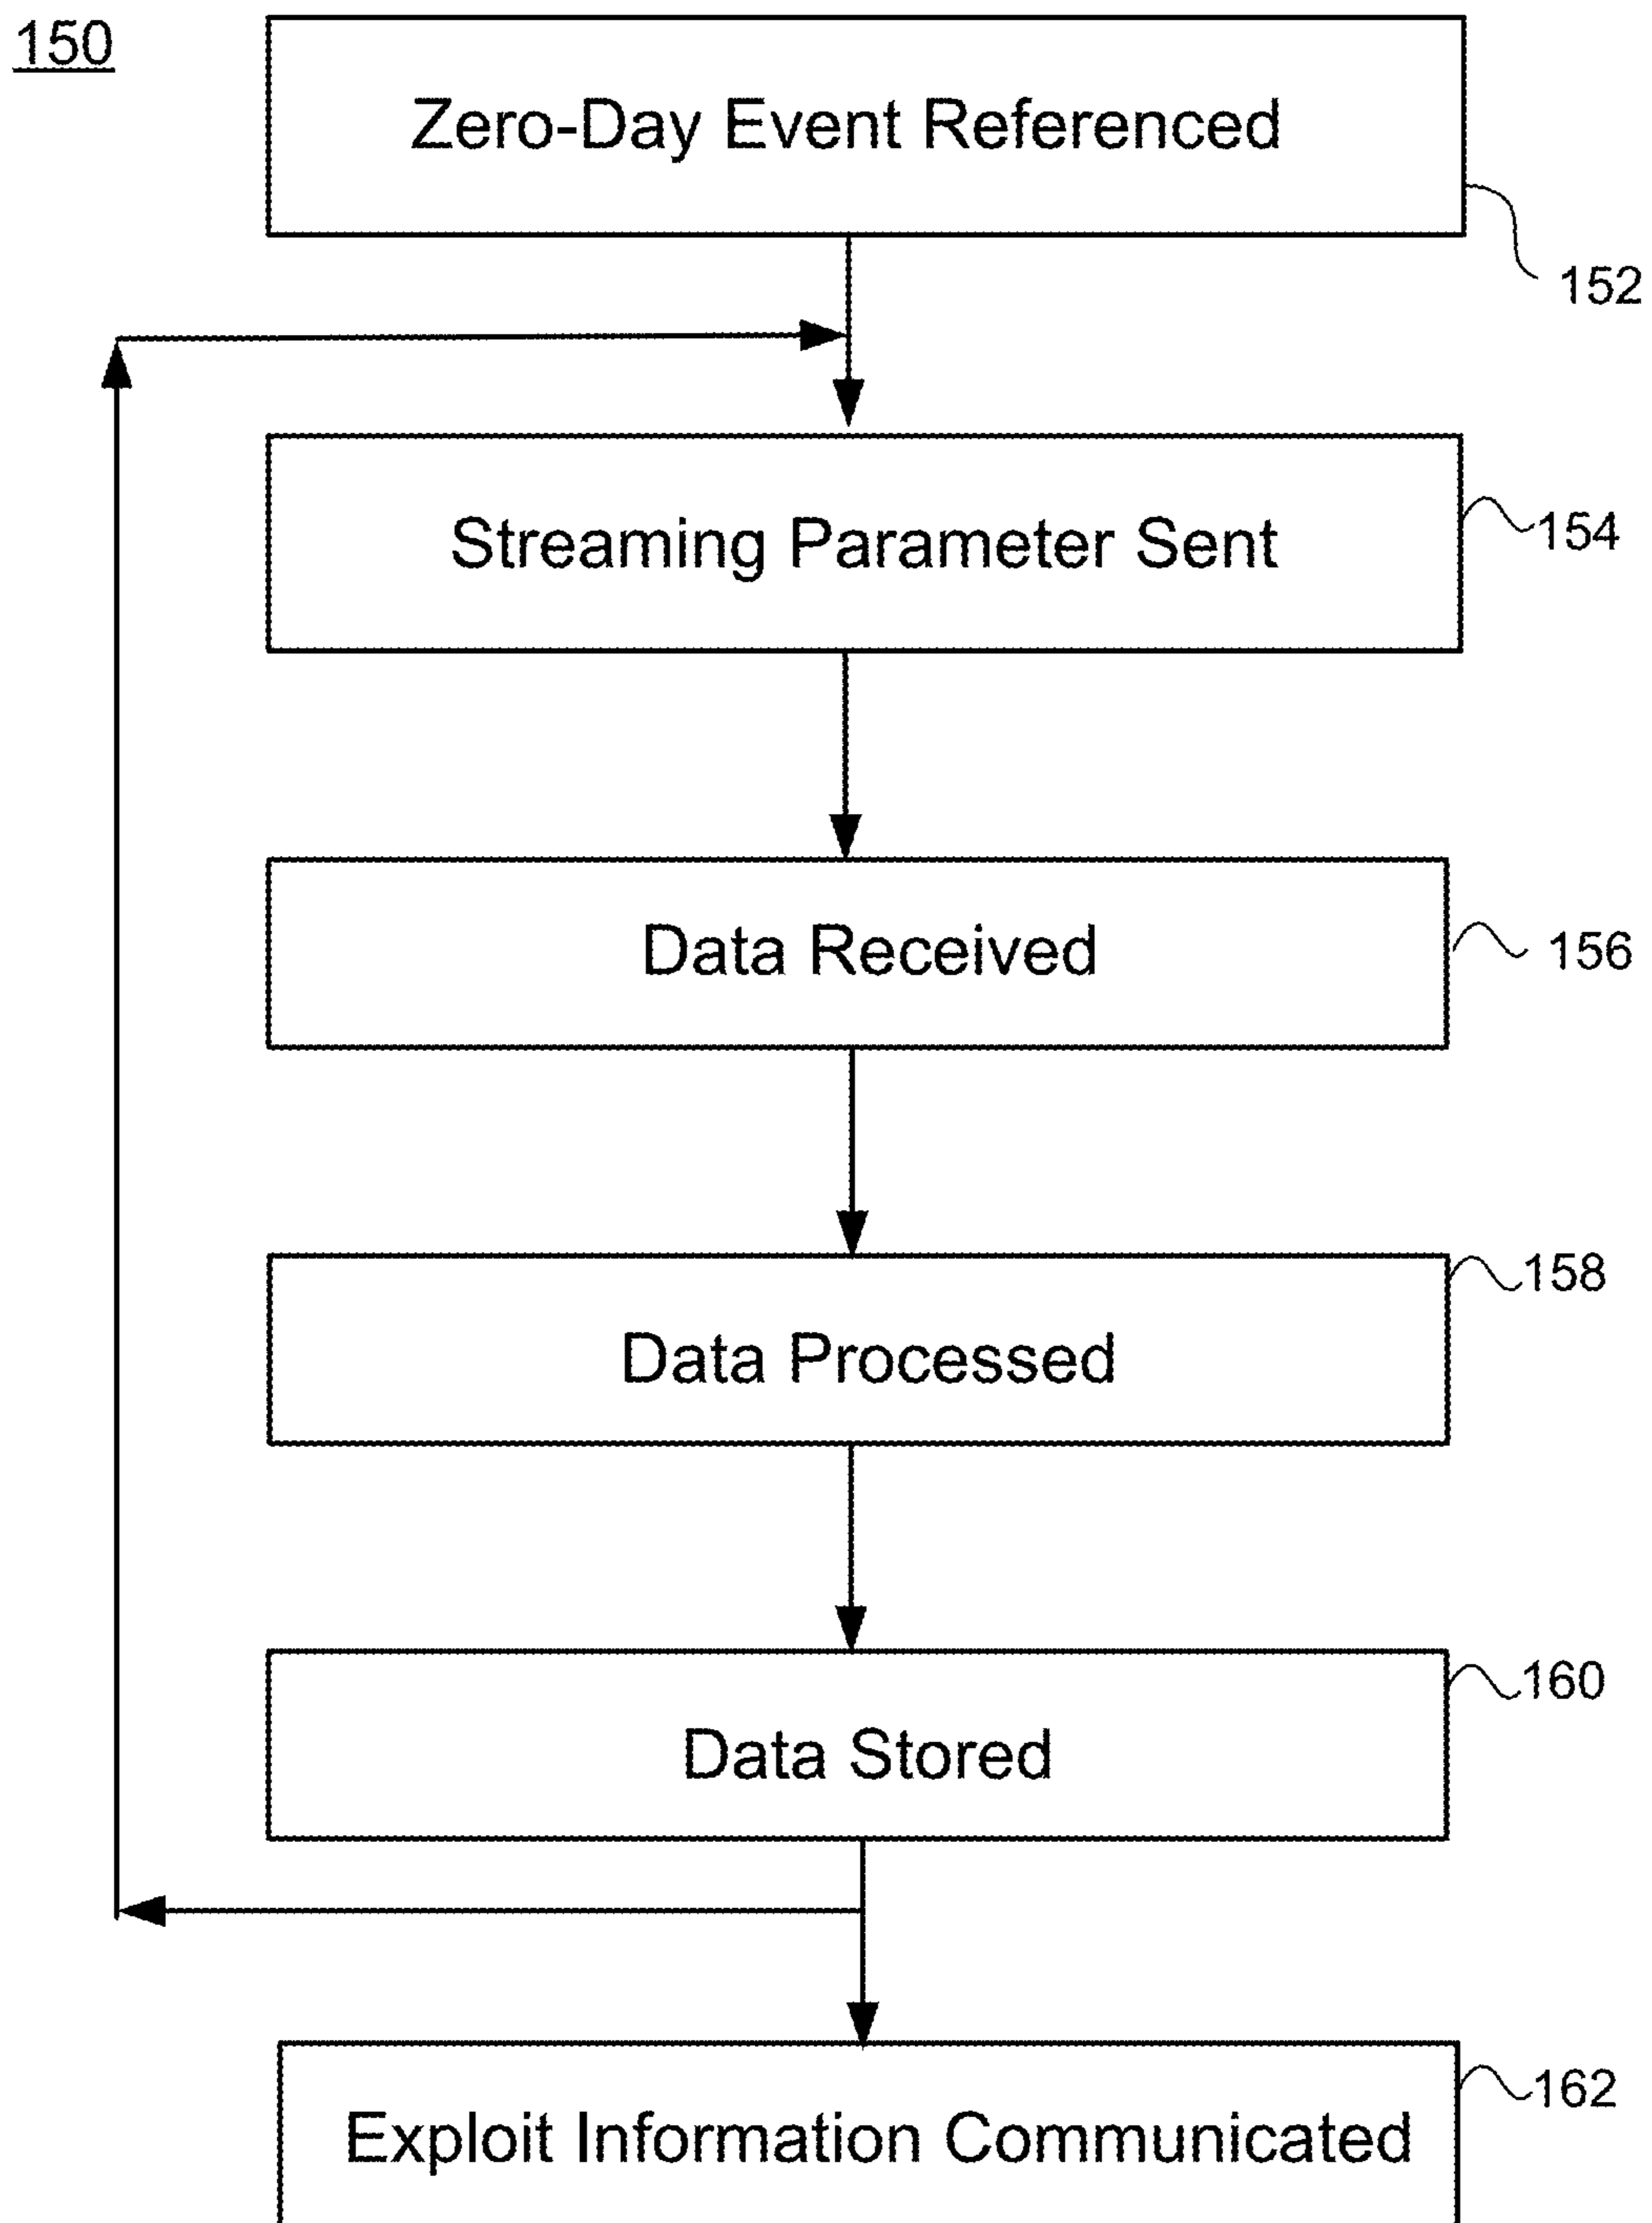 150
Zero-Day Event Referenced
152
Streaming Parameter Sent
154
Data Received
156
158
Data Processed
160
Data Stored
162
Exploit Information Communicated